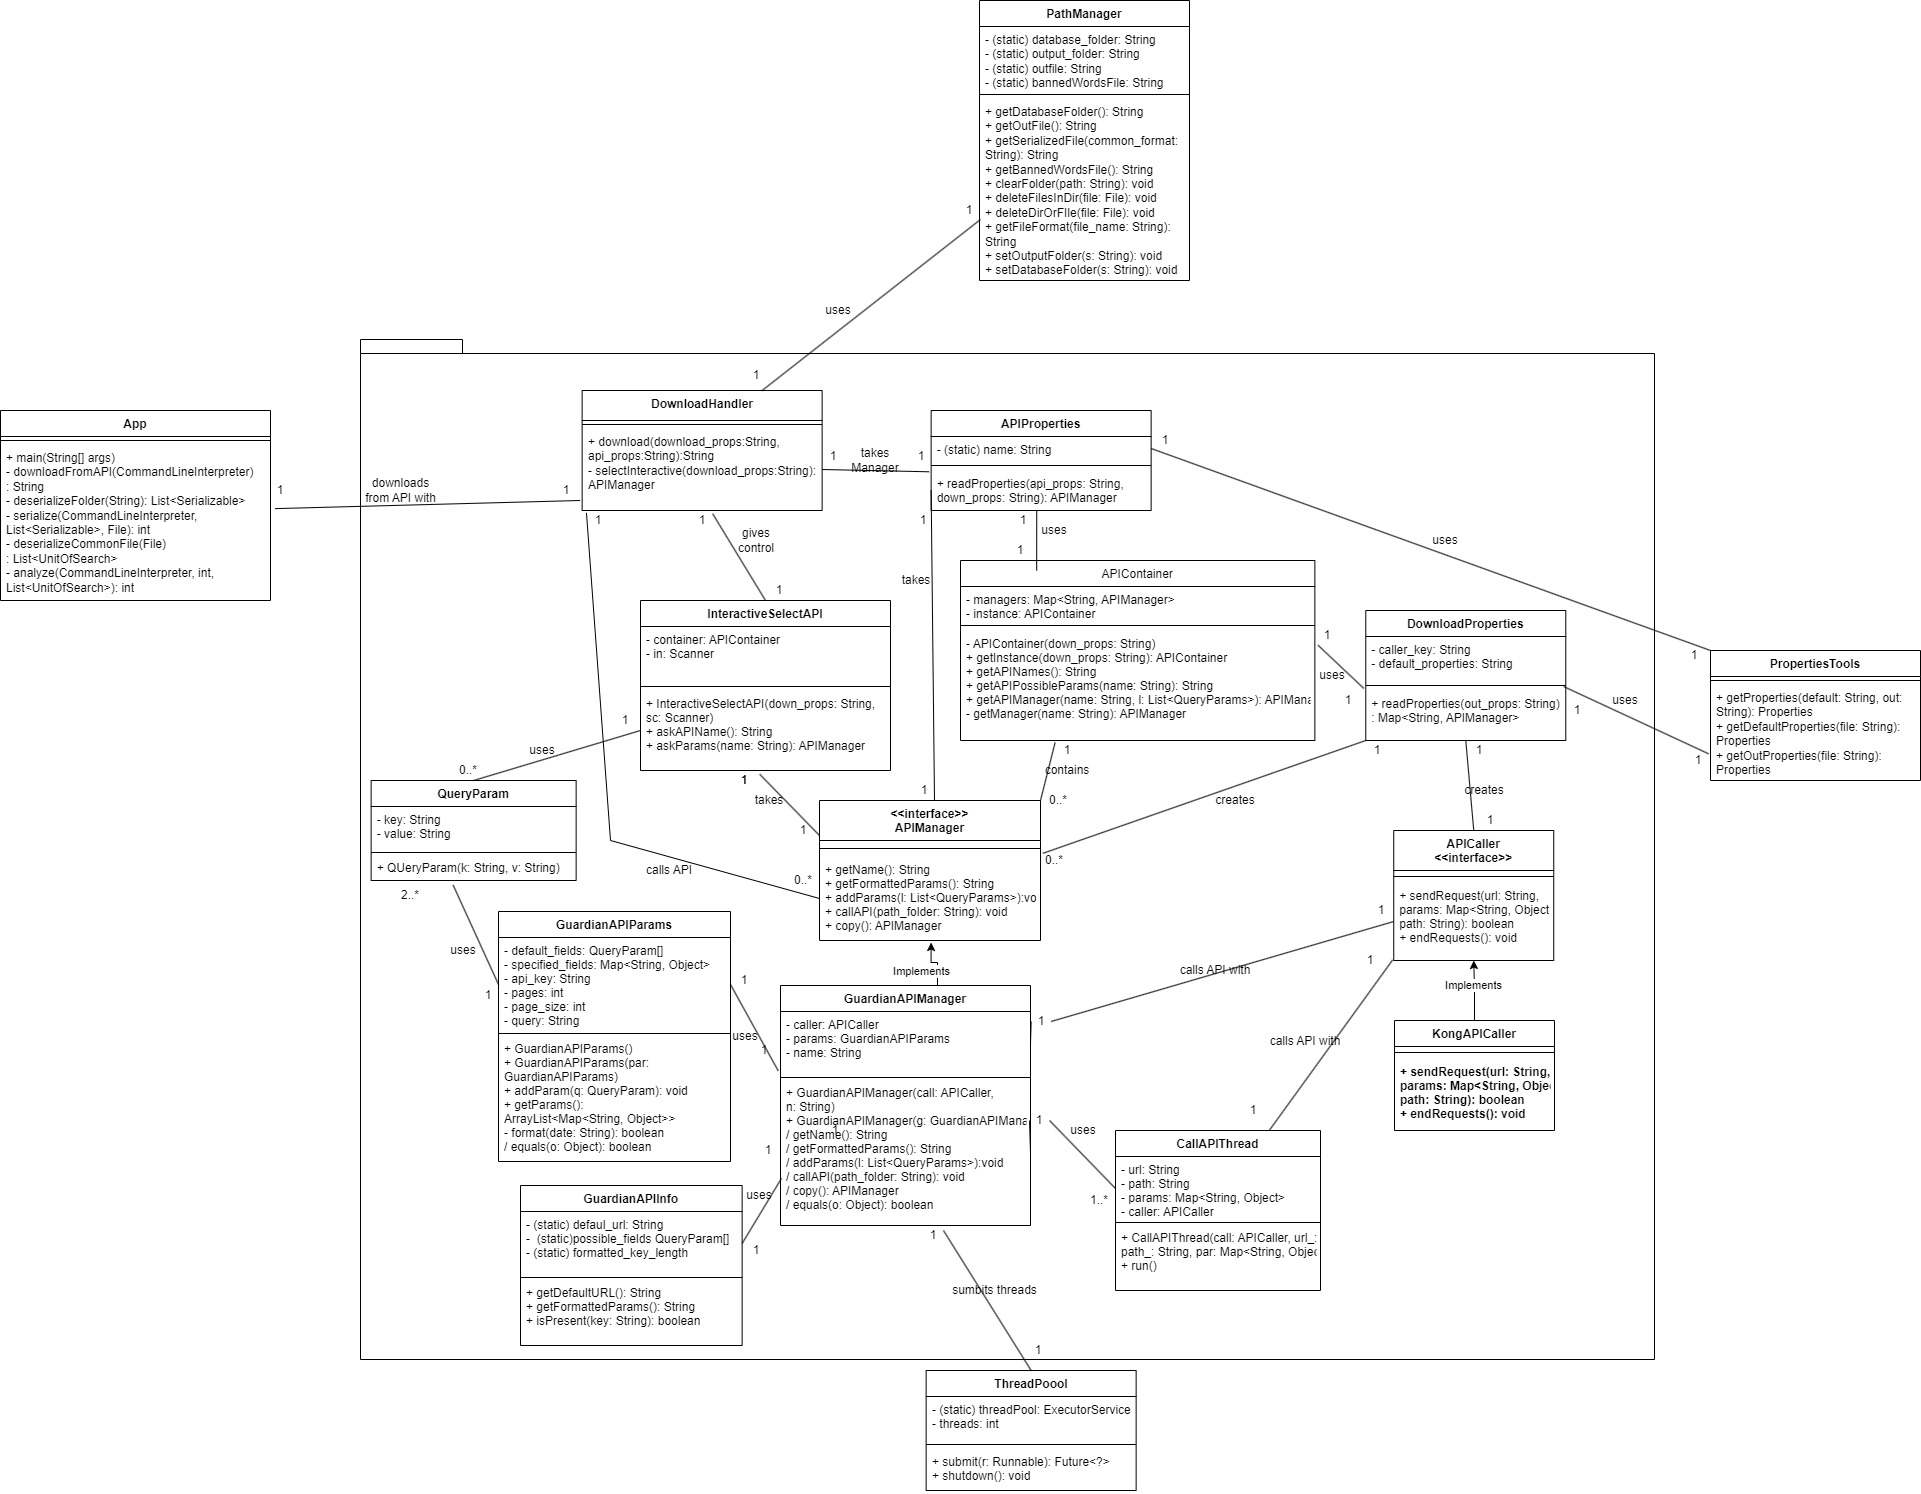 PathManager
- (static) database_folder: String
- (static) output_folder: String
- (static) outfile: String
- (static) bannedWordsFile: String
+ getDatabaseFolder(): String
+ getOutFile(): String
+ getSerializedFile(common_format:
String): String
+ getBannedWordsFile(): String
+ clearFolder(path: String): void
+ deleteFilesInDir(file: File): void
+ deleteDirOrFIle(file: File): void
+ getFileFormat(file_name: String):
String
+ setOutputFolder(s: String): void
+ setDatabaseFolder(s: String): void
1
uses
1
App
+ main(String[] args)
- downloadFromAPI(CommandLineInterpreter)
: String
- deserializeFolder(String): List<Serializable>
- serialize(CommandLineInterpreter,
List<Serializable>, File): int
- deserializeCommonFile(File)
: List<UnitOfSearch>
- analyze(CommandLineInterpreter, int,
List<UnitOfSearch>): int
1
downloads
from API with
1
DownloadHandler
+ download(download_props:String,
api_props:String):String
- selectInteractive(download_props:String):
APIManager
1
takes
Manager
1
APIProperties
- (static) name: String
+ readProperties(api_props: String,
down_props: String): APIManager
1
uses
1
1
1
gives
control
1
1
takes
1
1
uses
1
APIContainer
- managers: Map<String, APIManager>
- instance: APIContainer
- APIContainer(down_props: String)
+ getInstance(down_props: String): APIContainer
+ getAPINames(): String
+ getAPIPossibleParams(name: String): String
+ getAPIManager(name: String, l: List<QueryParams>): APIMana
- getManager(name: String): APIManager
1
uses
1
DownloadProperties
- caller_key: String
- default_properties: String
+ readProperties(out_props: String)
: Map<String, APIManager>
1
uses
1
PropertiesTools
+ getProperties(default: String, out:
String): Properties
+ getDefaultProperties(file: String):
Properties
+ getOutProperties(file: String):
Properties
InteractiveSelectAPI
- container: APIContainer
- in: Scanner
+ InteractiveSelectAPI(down_props: String,
sc: Scanner)
+ askAPIName(): String
+ askParams(name: String): APIManager
1
uses
0..*
1
takes
1
1
contains
0..*
1
creates
0..*
1
creates
1
QueryParam
- key: String
- value: String
+ QUeryParam(k: String, v: String)
2..*
uses
1
calls API
0..*
<<interface>>
APIManager
+ getName(): String
+ getFormattedParams(): String
+ addParams(l: List<QueryParams>):vo
+ callAPI(path_folder: String): void
+ copy(): APIManager
Implements
APICaller
<<interface>>
+ sendRequest(url: String,
params: Map<String, Object
path: String): boolean
+ endRequests(): void
1
calls API with
1
1
calls API with
1
Implements
KongAPICaller
+ sendRequest(url: String,
params: Map<String, Obje
path: String): boolean
+ endRequests(): void
GuardianAPIParams
- default_fields: QueryParam[]
- specified_fields: Map<String, Object>
- api_key: String
- pages: int
- page_size: int
- query: String
+ GuardianAPIParams()
+ GuardianAPIParams(par:
GuardianAPIParams)
+ addParam(q: QueryParam): void
+ getParams():
ArrayList<Map<String, Object>>
- format(date: String): boolean
/ equals(o: Object): boolean
1
uses
1
GuardianAPIManager
- caller: APICaller
- params: GuardianAPIParams
- name: String
+ GuardianAPIManager(call: APICaller,
n: String)
+ GuardianAPIManager(g: GuardianAPIMana
/ getName(): String
1
/ getFormattedParams(): String
/ addParams(l: List<QueryParams>):void
/ callAPI(path_folder: String): void
/ copy(): APIManager
/ equals(o: Object): boolean
1
uses
1..*
CallAPIThread
- url: String
- path: String
- params: Map<String, Object>
- caller: APICaller
+ CallAPIThread(call: APICaller, url_:
path_: String, par: Map<String, Objec
+ run()
1
uses
1
GuardianAPIInfo
- (static) defaul_url: String
- (static)possible_fields QueryParam[]
- (static) formatted_key_length
+ getDefaultURL(): String
+ getFormattedParams(): String
+ isPresent(key: String): boolean
1
sumbits threads
1
ThreadPoool
- (static) threadPool: ExecutorService
- threads: int
+ submit(r: Runnable): Future<?>
+ shutdown(): void